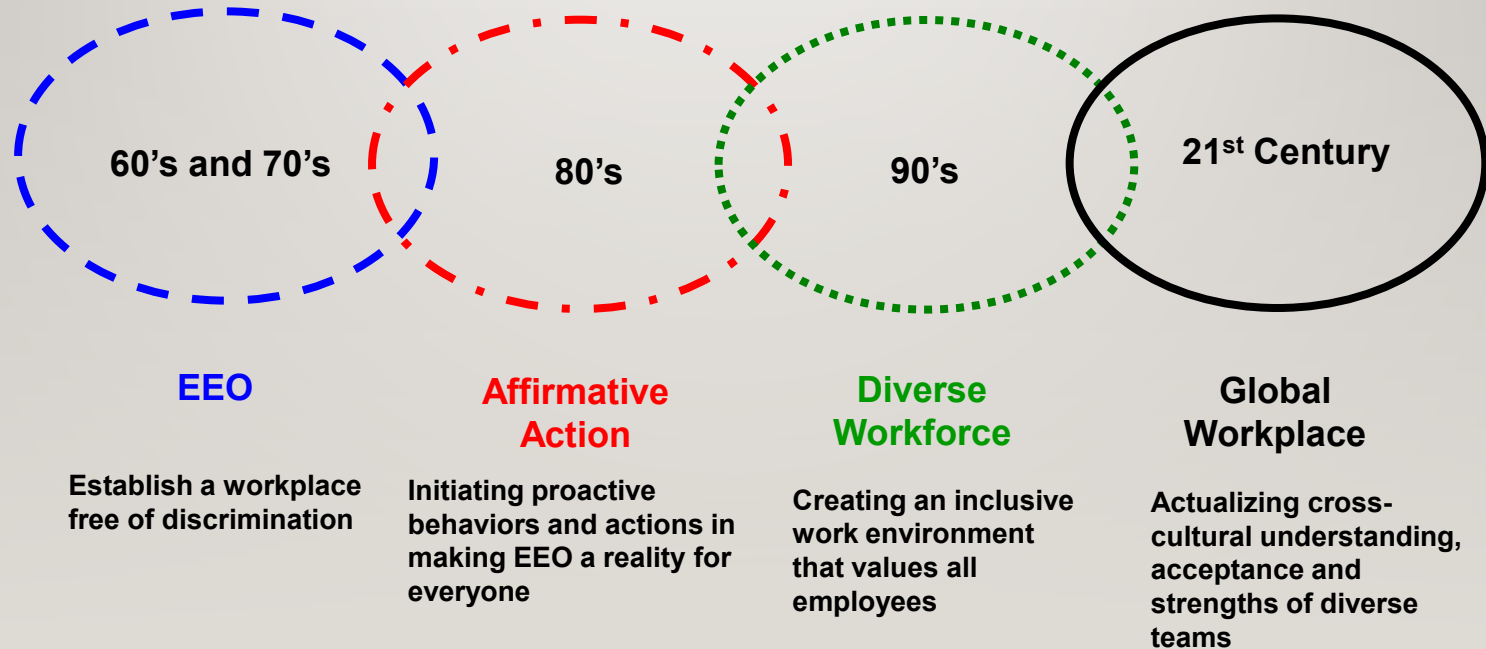 60's and 70's
80's
90's
21st Century
EEO
Establish a workplace
free of discrimination
Affirmative
Action
Initiating proactive
behaviors and actions in
making EEO a reality for
everyone
Diverse
Workforce
Creating an inclusive
work environment
that values all
employees
Global
Workplace
Actualizing cross-
cultural understanding,
acceptance and
strengths of diverse
teams